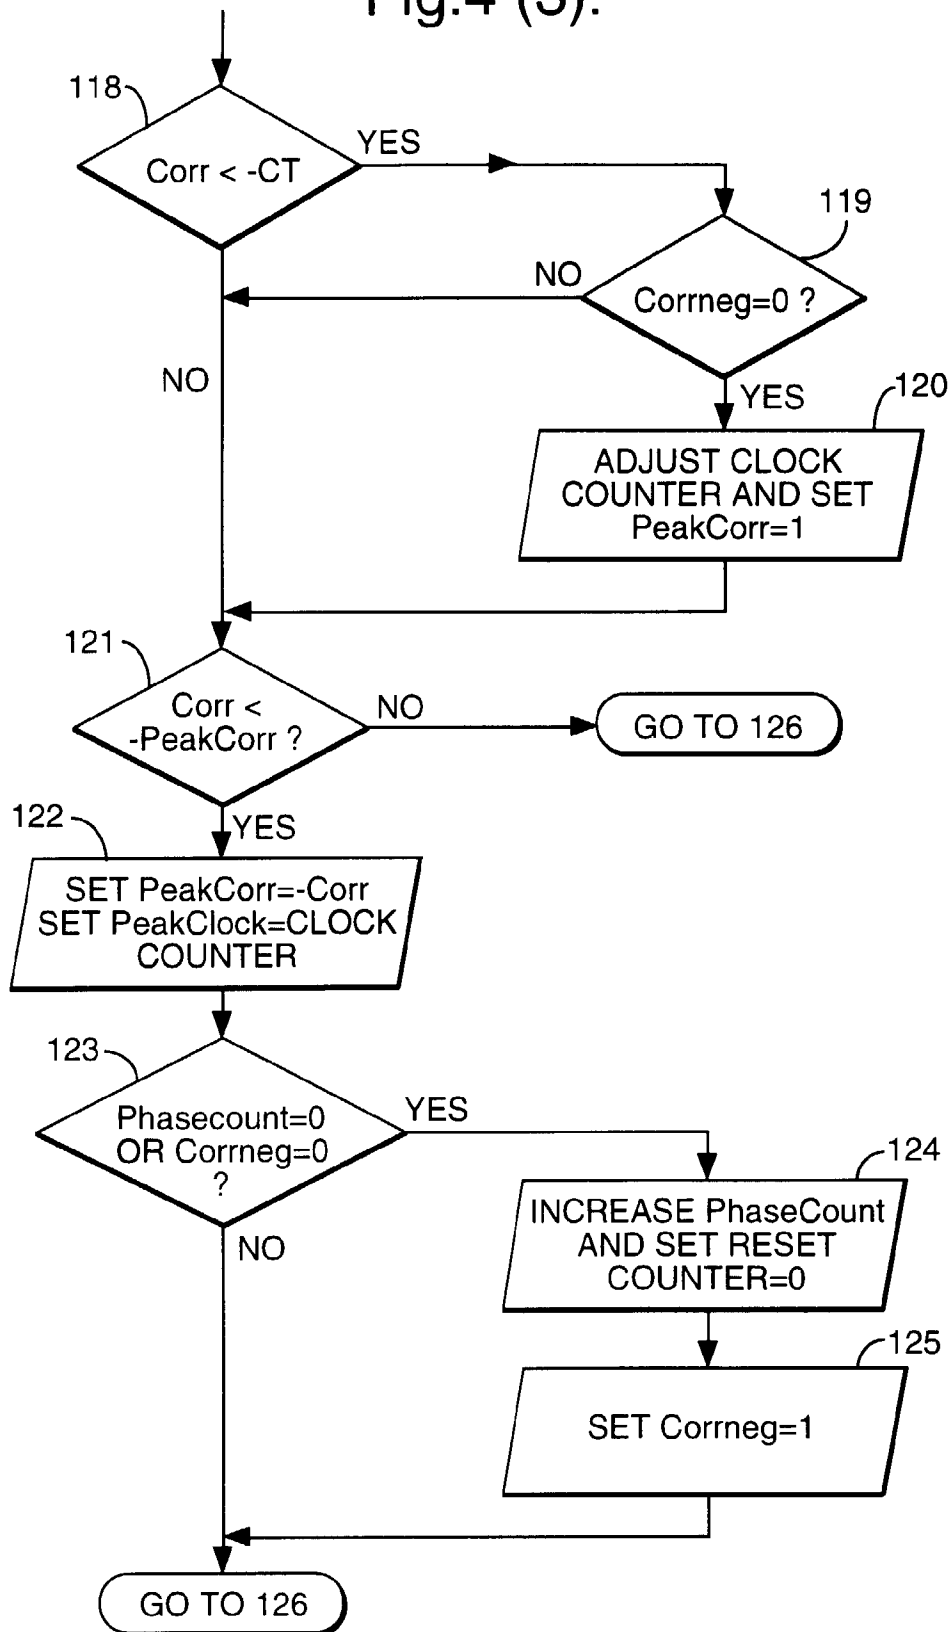 Fig.4 (3).
118
Corr < -CT
YES
119
NO
Corrneg=0 ?
NO
YES
120
ADJUST CLOCK
COUNTER AND SET
PeakCorr=1
121
Corr <
-PeakCorr ?
NO
GO TO 126
YES
122
SET PeakCorr=-Corr
SET PeakClock=CLOCK
COUNTER
123
Phasecount=0
OR Corrneg=0
?
YES
NO
124
INCREASE PhaseCount
AND SET RESET
COUNTER=0
125
SET Corrneg=1
GO TO 126